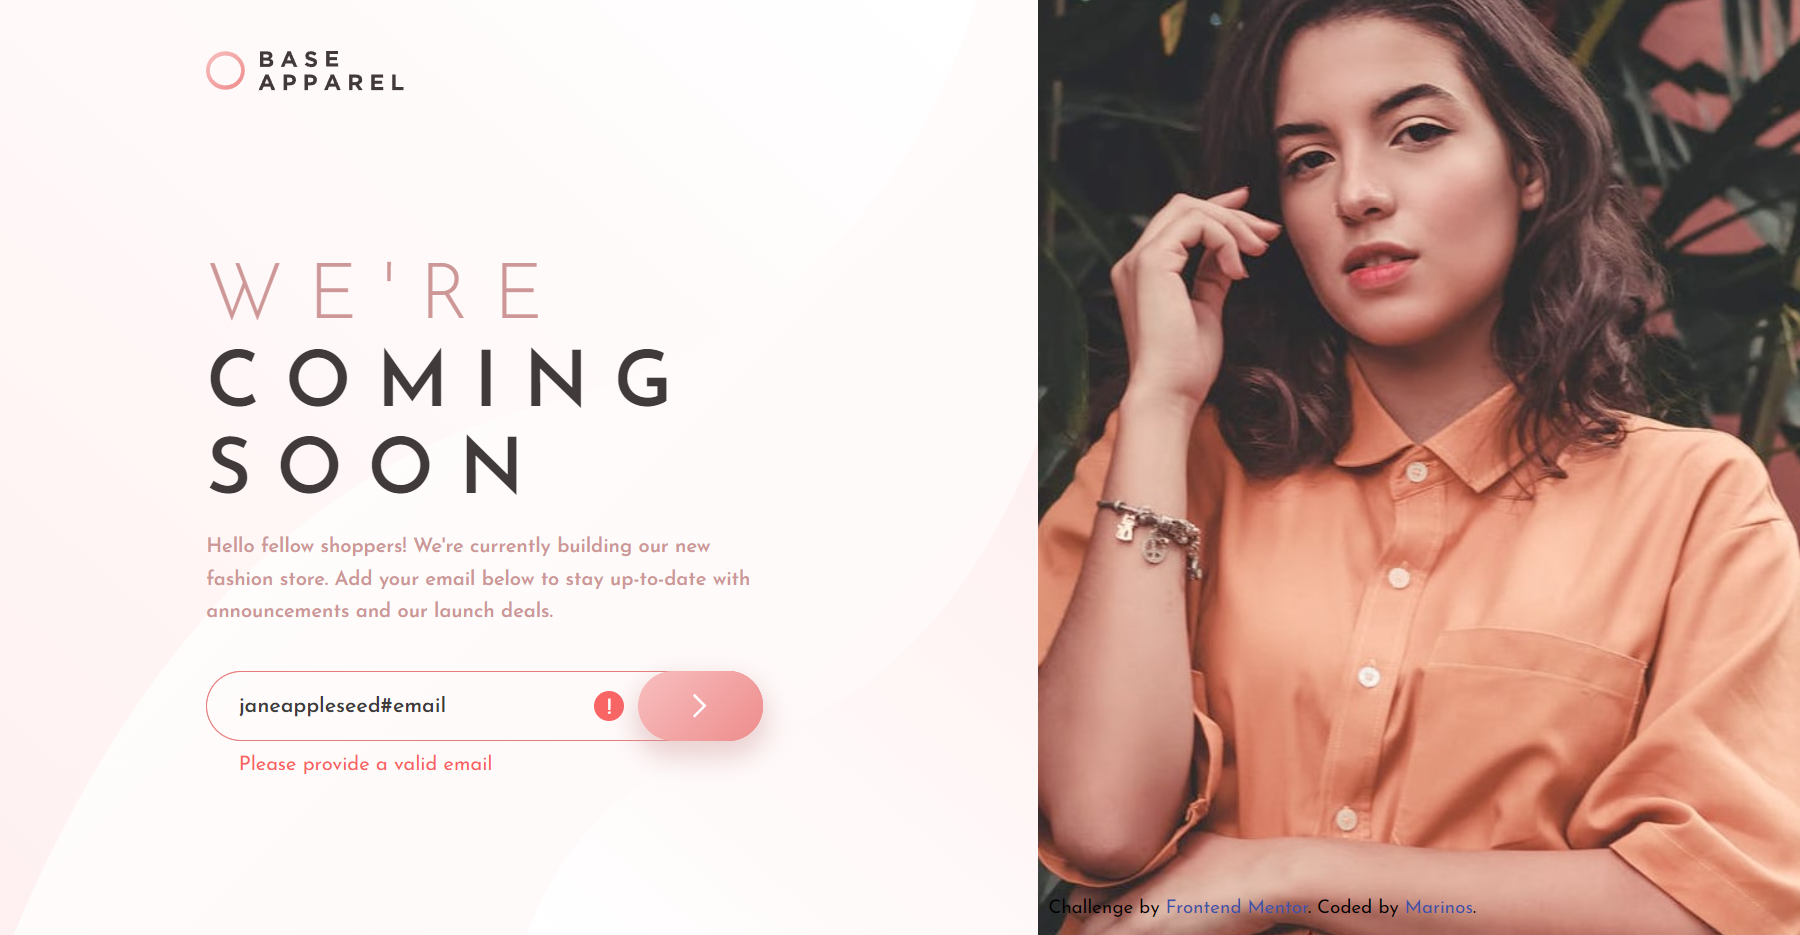 BASE
APPAREL
WE'RE
COMING
SOON
Hello fellow shoppers! We're currently building our new
fashion store. Add your email below to stay up-to-date with
announcements and our launch deals.
janeappleseed#email
!
Please provide a valid email
Challenge by Frontend Mentor. Coded by Marinos.